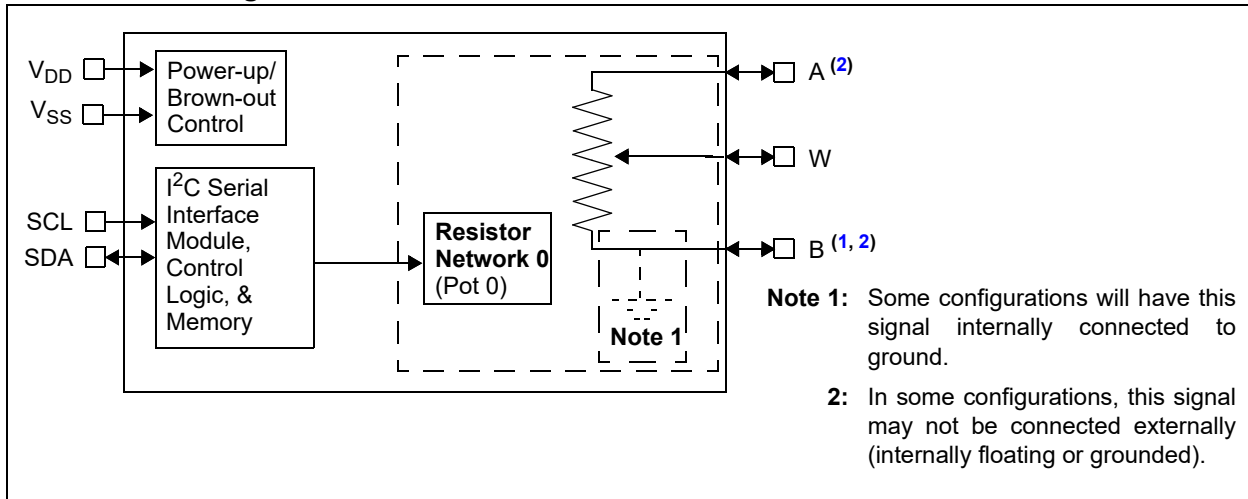 V_DD
V_SS
Power-up/
Brown-out
Control
SCL
SDA
I²C Serial
Interface
Module,
Control
Logic, &
Memory
Resistor
Network 0
(Pot 0)
Note 1
A (2)
W
B (1, 2)
Note 1: Some configurations will have this
signal internally connected to
ground.
2: In some configurations, this signal
may not be connected externally
(internally floating or grounded).